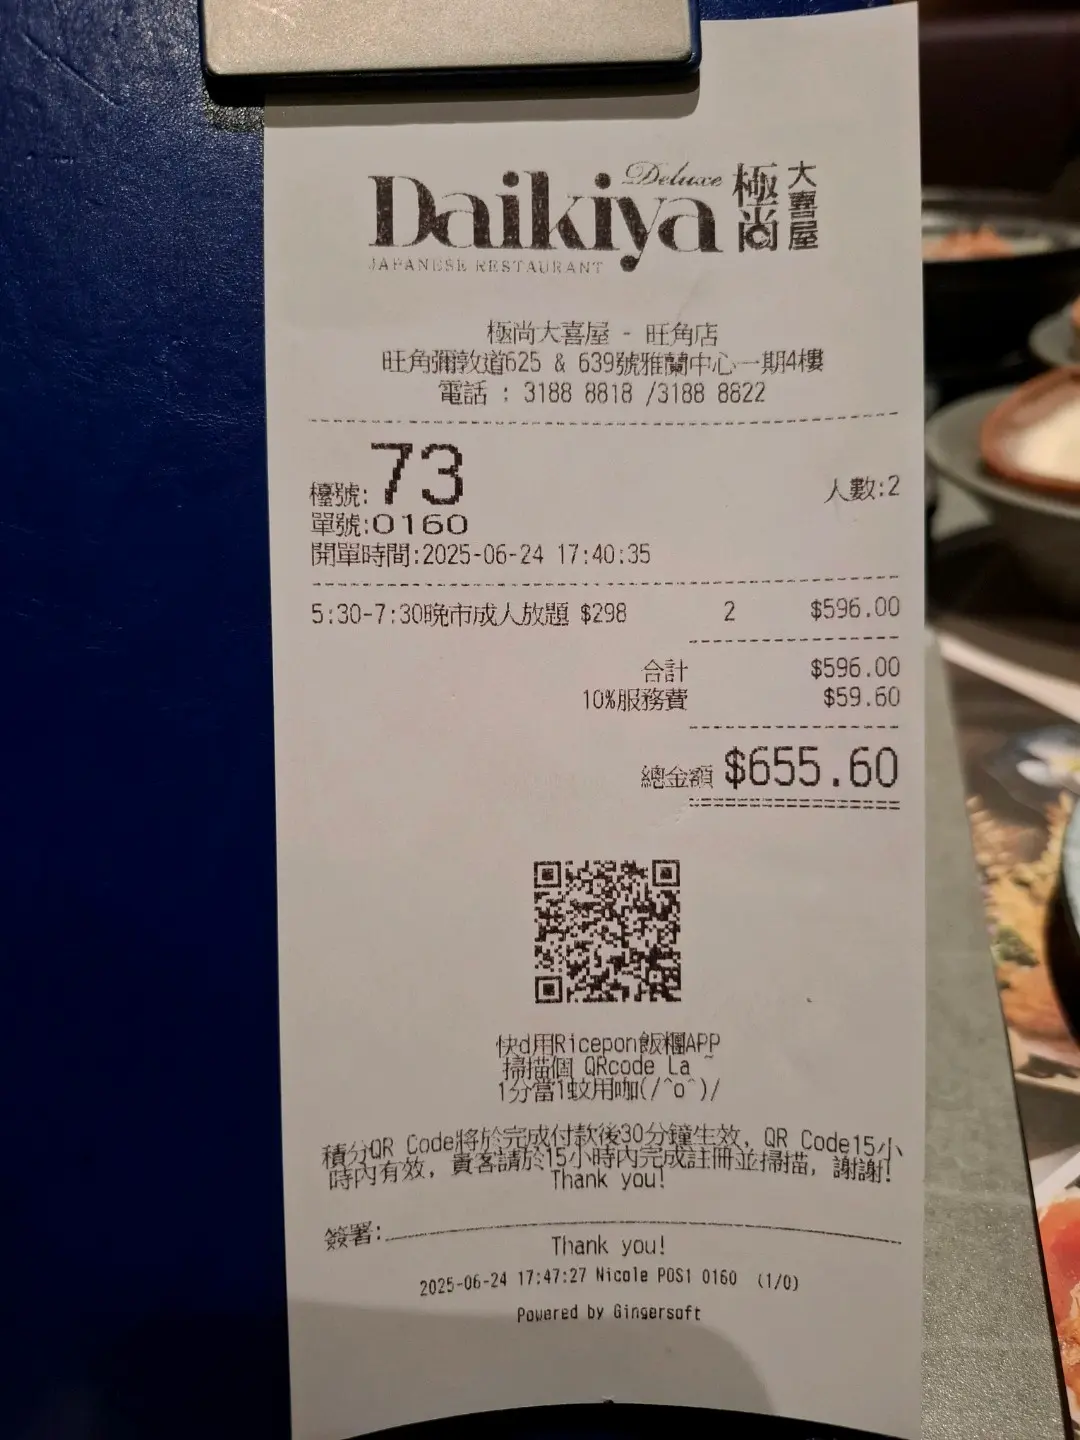 Daikiya Deluxe 極尚 大喜屋
JAPANESE RESTAURANT
極尚大喜屋 - 旺角店
旺角彌敦道625 & 639號雅蘭中心一期4樓
電話 : 3188 8818 /3188 8822
檯號: 73 人數:2
單號:0160
開單時間:2025-06-24 17:40:35
5:30-7:30晚市成人放題 $298 2 $596.00
合計 $596.00
10%服務費 $59.60
總金額 $655.60
快d用Ricepon飯糰APP
掃描個 QRcode La ~
1分當1蚊用咖(/^o^)/
積分QR Code將於完成付款後30分鐘生效, QR Code15小
時內有效, 貴客請於15小時內完成註冊並掃描, 謝謝!
Thank you!
簽署:
Thank you!
2025-06-24 17:47:27 Nicole POS1 0160 (1/0)
Powered by Gingersoft